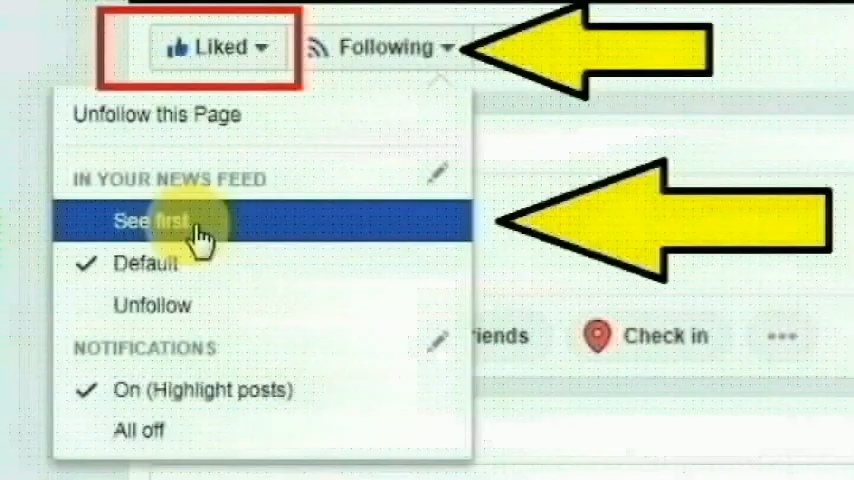 Liked Following
Unfollow this Page
IN YOUR NEWS FEED
See first
Default
Unfollow
NOTIFICATIONS
riends Check in
On (Highlight posts)
All off